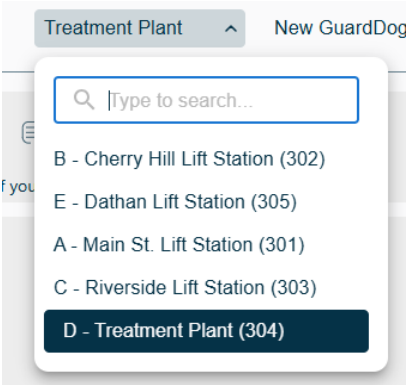 Treatment Plant New GuardDog
Type to search...
B - Cherry Hill Lift Station (302)
E - Dathan Lift Station (305)
f you
A - Main St. Lift Station (301)
C - Riverside Lift Station (303)
D - Treatment Plant (304)